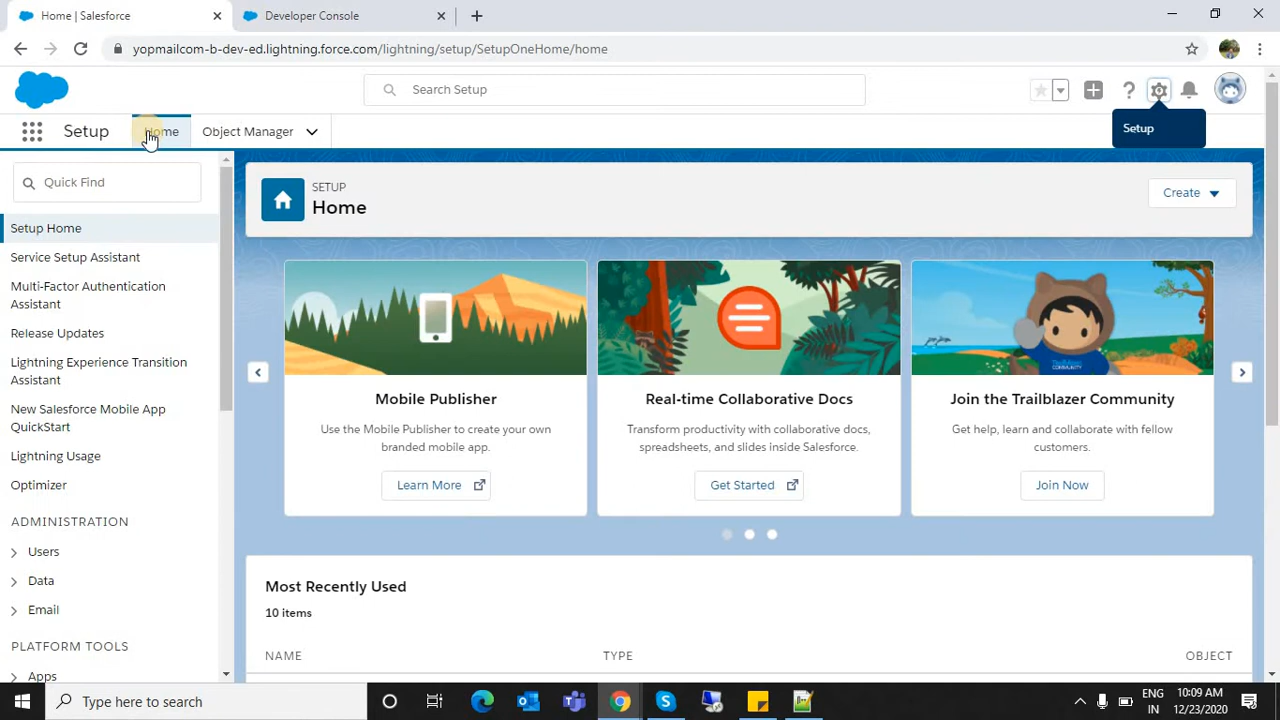 Home | Salesforce
Developer Console
yopmailcom-b-dev-ed.lightning.force.com/lightning/setup/SetupOneHome/home
Search Setup
Setup
Setup
Home
Object Manager
Quick Find
Setup Home
Service Setup Assistant
Multi-Factor Authentication
Assistant
Release Updates
Lightning Experience Transition
Assistant
New Salesforce Mobile App
QuickStart
Lightning Usage
Optimizer
ADMINISTRATION
Users
Data
Email
PLATFORM TOOLS
Apps
SETUP
Home
Create
Mobile Publisher
Use the Mobile Publisher to create your own
branded mobile app.
Learn More
Real-time Collaborative Docs
Transform productivity with collaborative docs,
spreadsheets, and slides inside Salesforce.
Get Started
Join the Trailblazer Community
Get help, learn and collaborate with fellow
customers.
Join Now
Most Recently Used
10 items
NAME
TYPE
OBJECT
Type here to search
ENG
IN
10:09 AM
12/23/2020